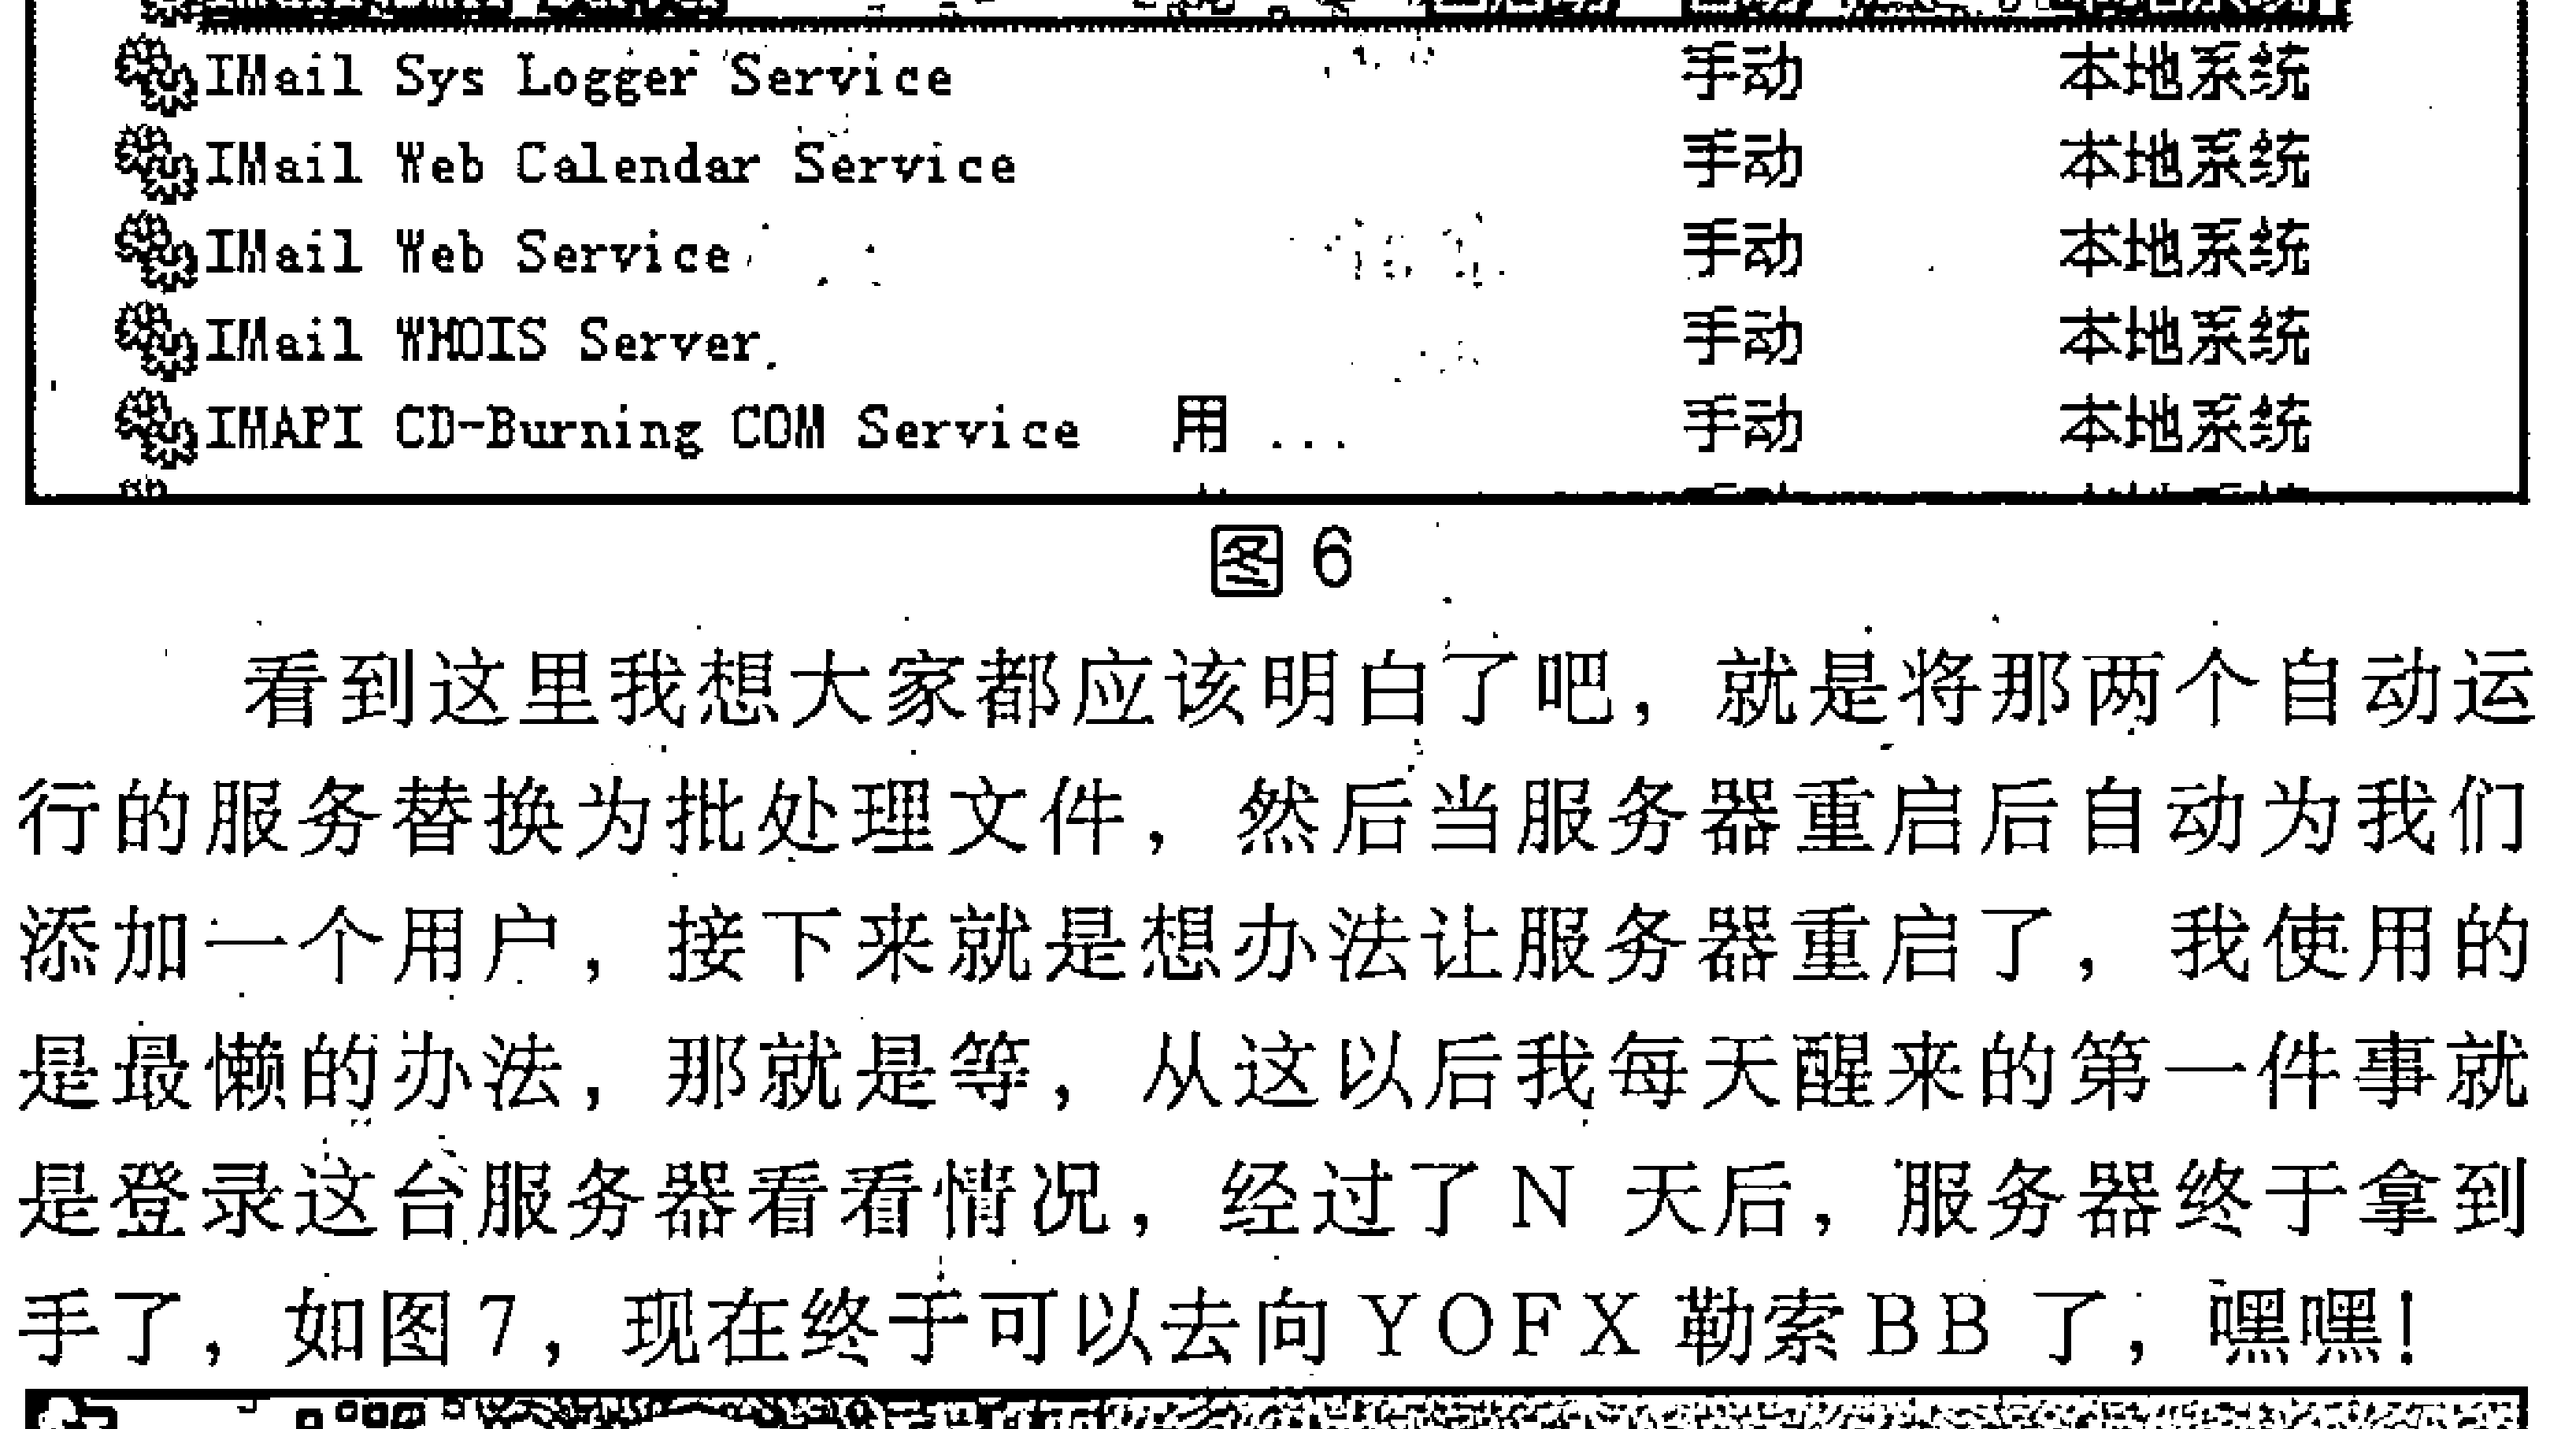 IMail Sys Logger Service 手动 本地系统
IMail Web Calendar Service 手动 本地系统
IMail Web Service 手动 本地系统
IMail WHOIS Server 手动 本地系统
IMAPI CD-Burning COM Service 用 ... 手动 本地系统
图 6
看到这里我想大家都应该明白了吧，就是将那两个自动运
行的服务替换为批处理文件，然后当服务器重启后自动为我们
添加一个用户，接下来就是想办法让服务器重启了，我使用的
是最懒的办法，那就是等，从这以后我每天醒来的第一件事就
是登录这台服务器看看情况，经过了 N 天后，服务器终于拿到
手了，如图 7，现在终于可以去向 YOFX 勒索 BB 了，嘿嘿！